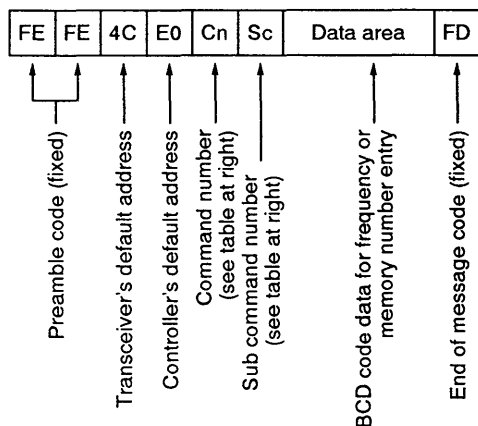 FE FE 4C E0 Cn Sc Data area FD
Preamble code (fixed)
Transceiver's default address
Controller's default address
Command number
(see table at right)
Sub command number
(see table at right)
BCD code data for frequency or
memory number entry
End of message code (fixed)